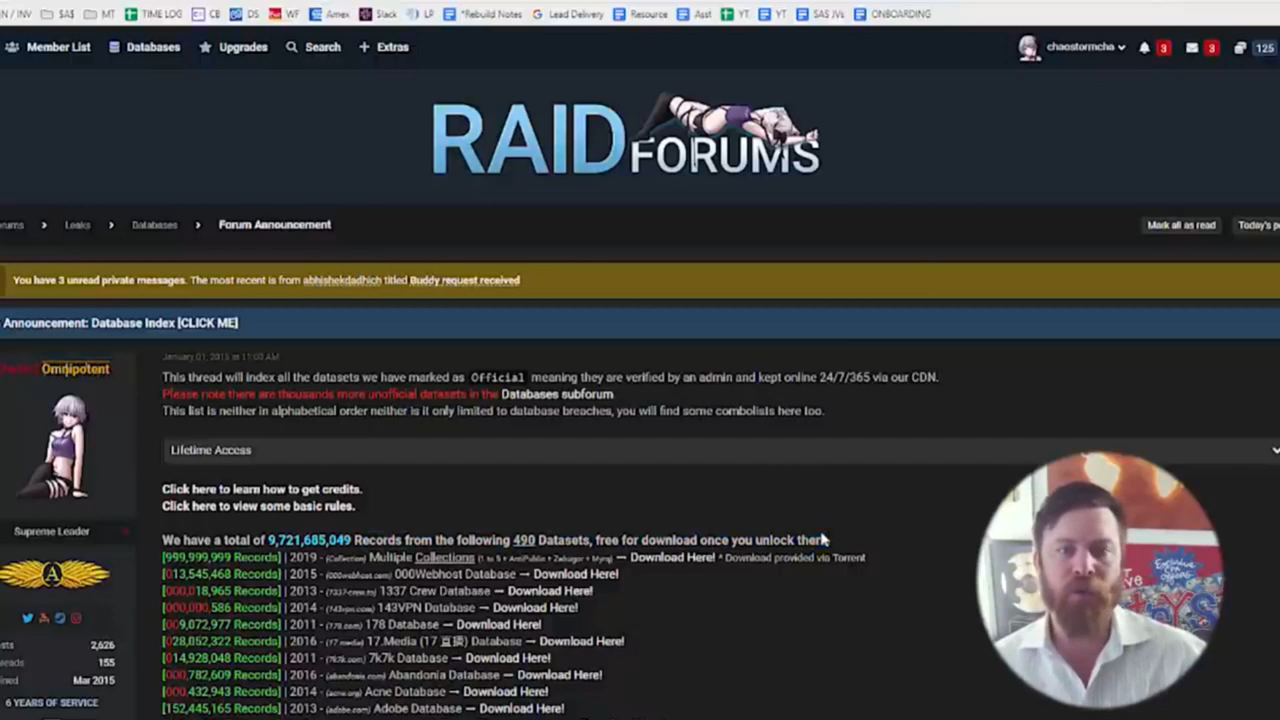 N / INV SA$ MT TIME LOG CB DS WF Amex Slack LP *Rebuild Notes Lead Delivery Resource Asst YT YT SAS JVs ONBOARDING
Member List Databases Upgrades Search + Extras chaostormcha 3 3 125
RAID FORUMS
orums > Leaks > Databases > Forum Announcement Mark all as read Today's p
You have 3 unread private messages. The most recent is from abhishekdadhich titled Buddy request received
Announcement: Database Index [CLICK ME]
January 01, 2015 at 11:03 AM
Omnipotent
This thread will index all the datasets we have marked as Official meaning they are verified by an admin and kept online 24/7/365 via our CDN.
Please note there are thousands more unofficial datasets in the Databases subforum
This list is neither in alphabetical order neither is it only limited to database breaches, you will find some combolists here too.
Lifetime Access
Click here to learn how to get credits.
Click here to view some basic rules.
Supreme Leader
We have a total of 9,721,685,049 Records from the following 490 Datasets, free for download once you unlock them
[999,999,999 Records] | 2019 - (Collection) Multiple Collections (1 to 5 + AntiPublic + Zabugor + Myrq) → Download Here! * Download provided via Torrent
[013,545,468 Records] | 2015 - (000webhost.com) 000Webhost Database → Download Here!
[000,018,965 Records] | 2013 - (1337-crew.to) 1337 Crew Database → Download Here!
[000,000,586 Records] | 2014 - (143vpn.com) 143VPN Database → Download Here!
[009,072,977 Records] | 2011 - (178.com) 178 Database → Download Here!
[028,052,322 Records] | 2016 - (17.media) 17.Media (17 直播) Database → Download Here!
[014,928,048 Records] | 2011 - (7k7k.com) 7k7k Database → Download Here!
[000,782,609 Records] | 2016 - (abandonia.com) Abandonia Database → Download Here!
[000,432,943 Records] | 2014 - (acne.org) Acne Database → Download Here!
[152,445,165 Records] | 2013 - (adobe.com) Adobe Database → Download Here!
sts 2,626
reads 155
ined Mar 2015
6 YEARS OF SERVICE